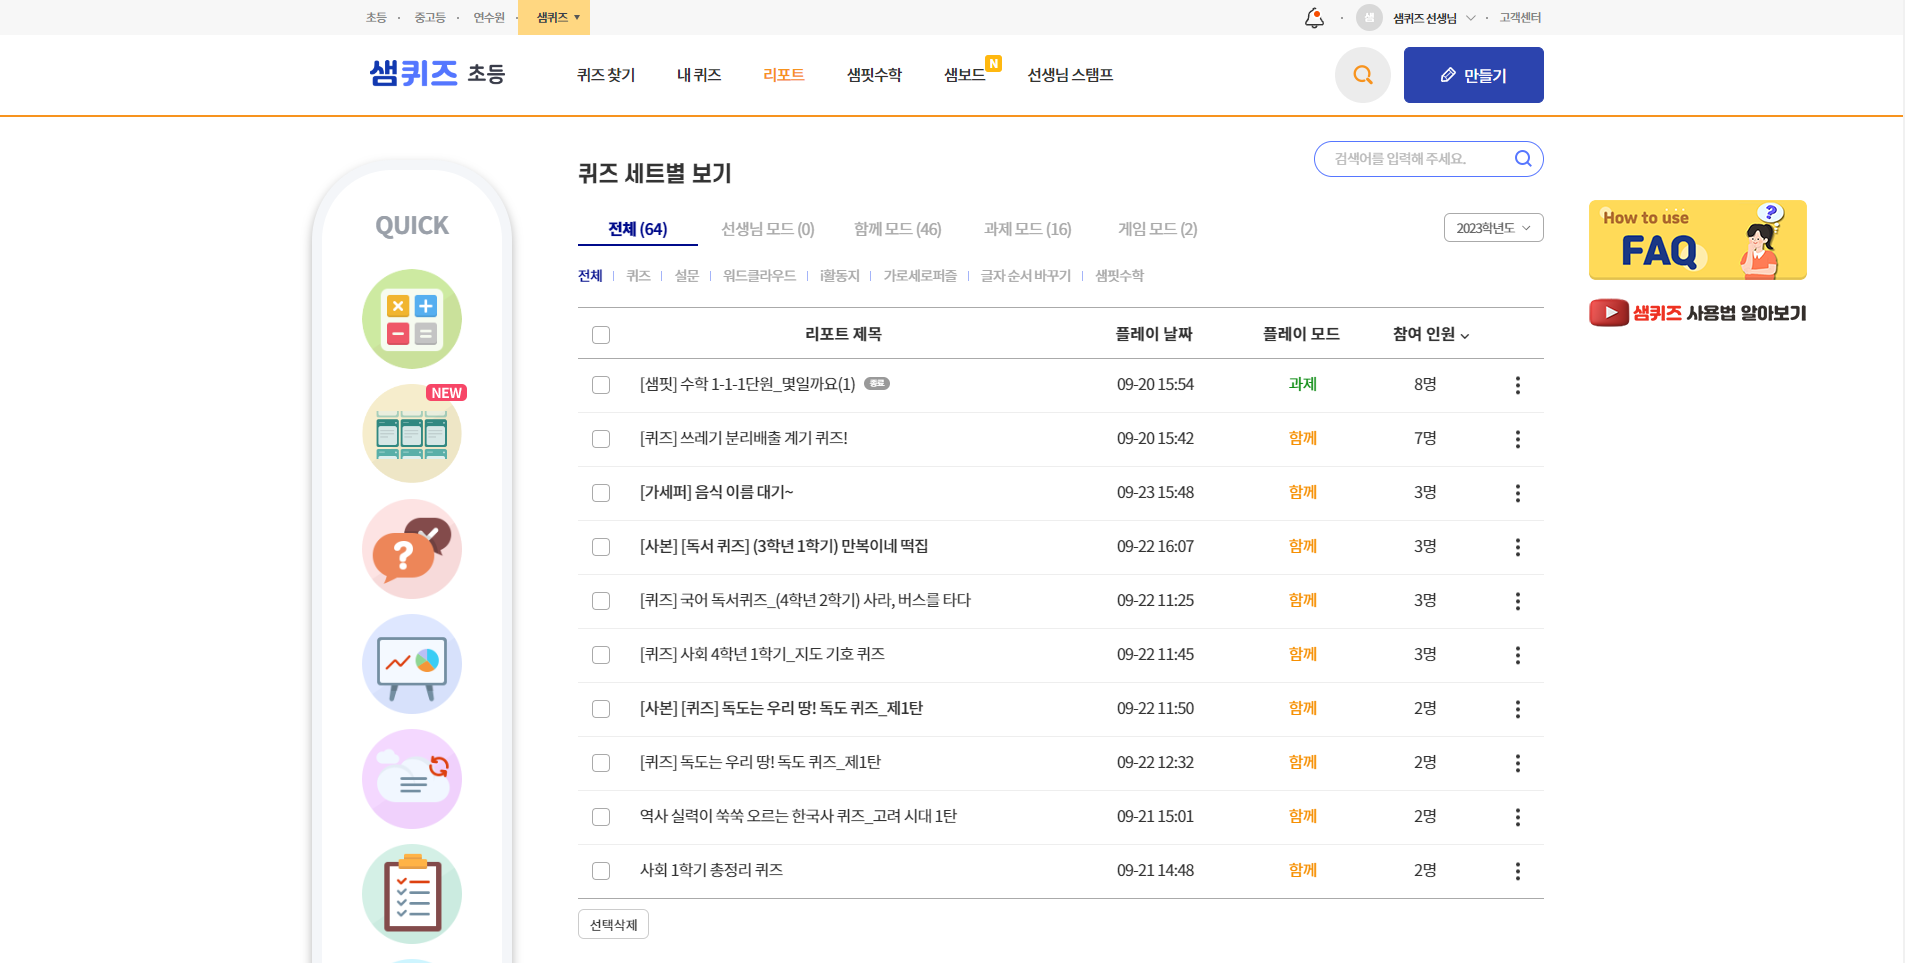 초등 · 중고등 · 연수원 · 샘퀴즈 ▾
샘 샘퀴즈 선생님 · 고객센터
샘퀴즈 초등
퀴즈 찾기 내 퀴즈 리포트 샘핏수학 샘보드 N 선생님 스탬프
만들기
퀴즈 세트별 보기
검색어를 입력해 주세요.
QUICK
NEW
전체 (64) 선생님 모드 (0) 함께 모드 (46) 과제 모드 (16) 게임 모드 (2)
2023학년도
전체 | 퀴즈 | 설문 | 워드클라우드 | i활동지 | 가로세로퍼즐 | 글자 순서 바꾸기 | 샘핏수학
리포트 제목 플레이 날짜 플레이 모드 참여 인원
[샘핏] 수학 1-1-1단원_몇일까요(1) 종료 09-20 15:54 과제 8명
[퀴즈] 쓰레기 분리배출 계기 퀴즈! 09-20 15:42 함께 7명
[가세퍼] 음식 이름 대기~ 09-23 15:48 함께 3명
[사본] [독서 퀴즈] (3학년 1학기) 만복이네 떡집 09-22 16:07 함께 3명
[퀴즈] 국어 독서퀴즈_(4학년 2학기) 사라, 버스를 타다 09-22 11:25 함께 3명
[퀴즈] 사회 4학년 1학기_지도 기호 퀴즈 09-22 11:45 함께 3명
[사본] [퀴즈] 독도는 우리 땅! 독도 퀴즈_제1탄 09-22 11:50 함께 2명
[퀴즈] 독도는 우리 땅! 독도 퀴즈_제1탄 09-22 12:32 함께 2명
역사 실력이 쑥쑥 오르는 한국사 퀴즈_고려 시대 1탄 09-21 15:01 함께 2명
사회 1학기 총정리 퀴즈 09-21 14:48 함께 2명
선택삭제
How to use
FAQ
샘퀴즈 사용법 알아보기